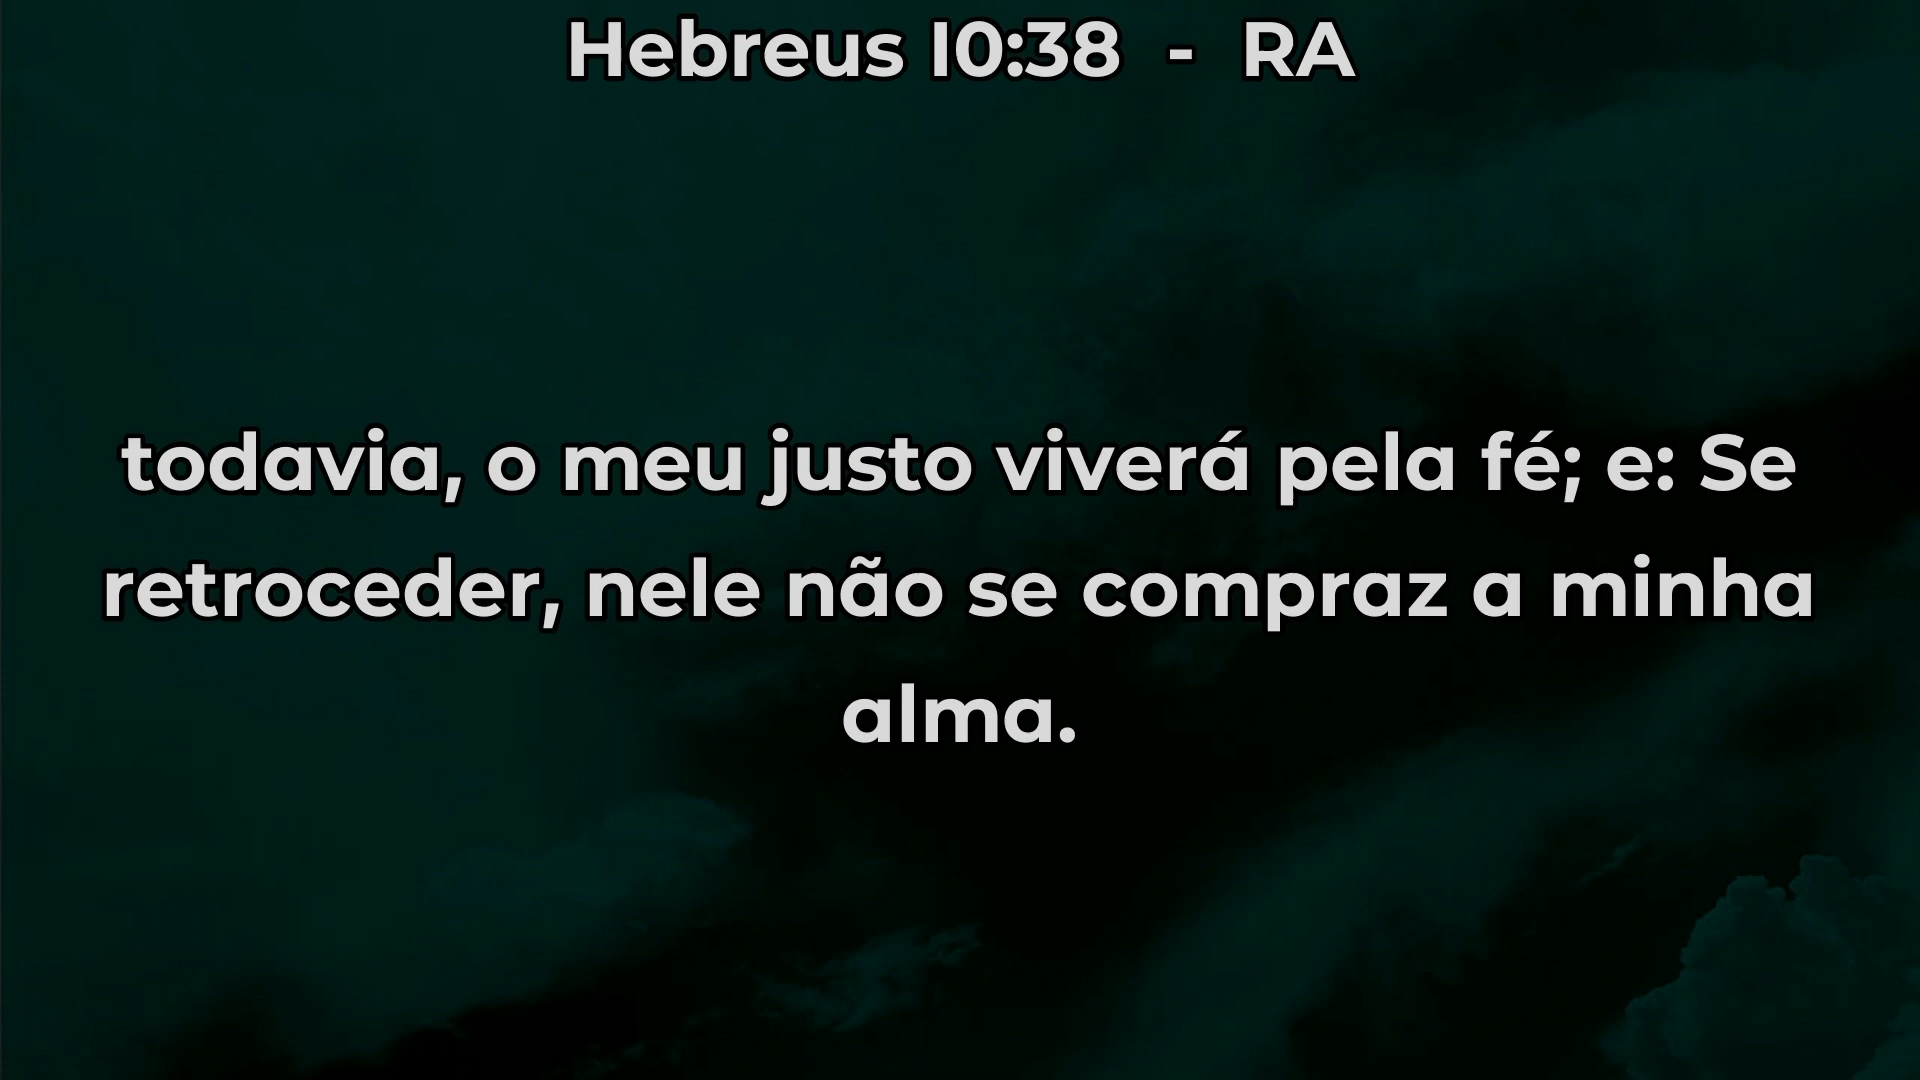 Hebreus 10:38 - RA
todavia, o meu justo viverá pela fé; e: Se
retroceder, nele não se compraz a minha
alma.